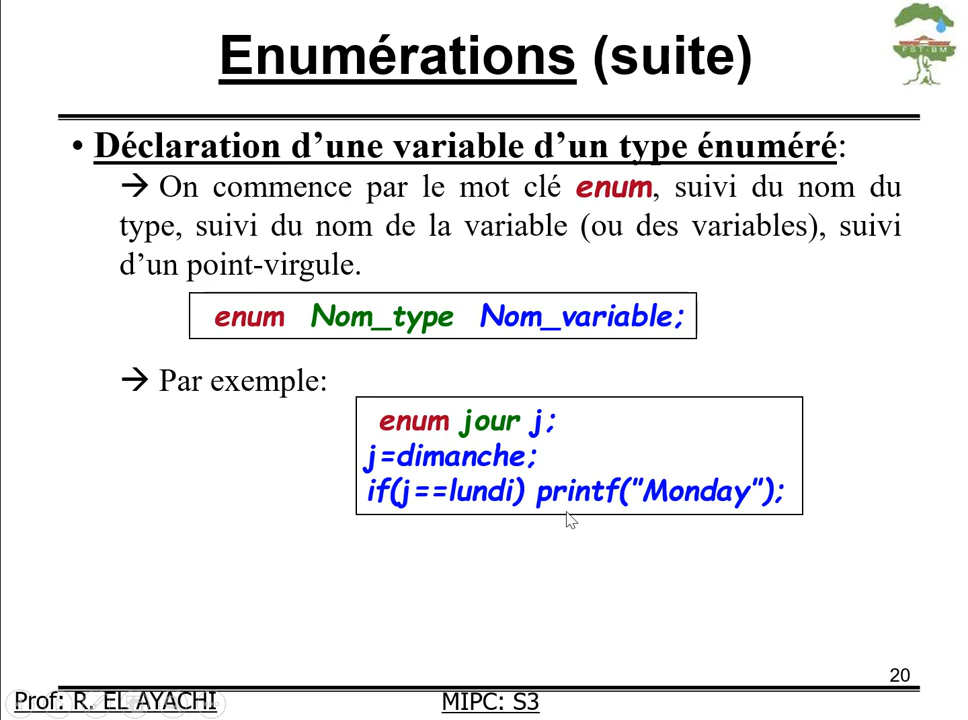 Enumérations (suite)
FST-BM
• Déclaration d’une variable d’un type énuméré:
→ On commence par le mot clé enum, suivi du nom du
type, suivi du nom de la variable (ou des variables), suivi
d’un point-virgule.
enum Nom_type Nom_variable;
→ Par exemple:
enum jour j;
j=dimanche;
if(j==lundi) printf("Monday");
20
Prof: R. EL AYACHI
MIPC: S3